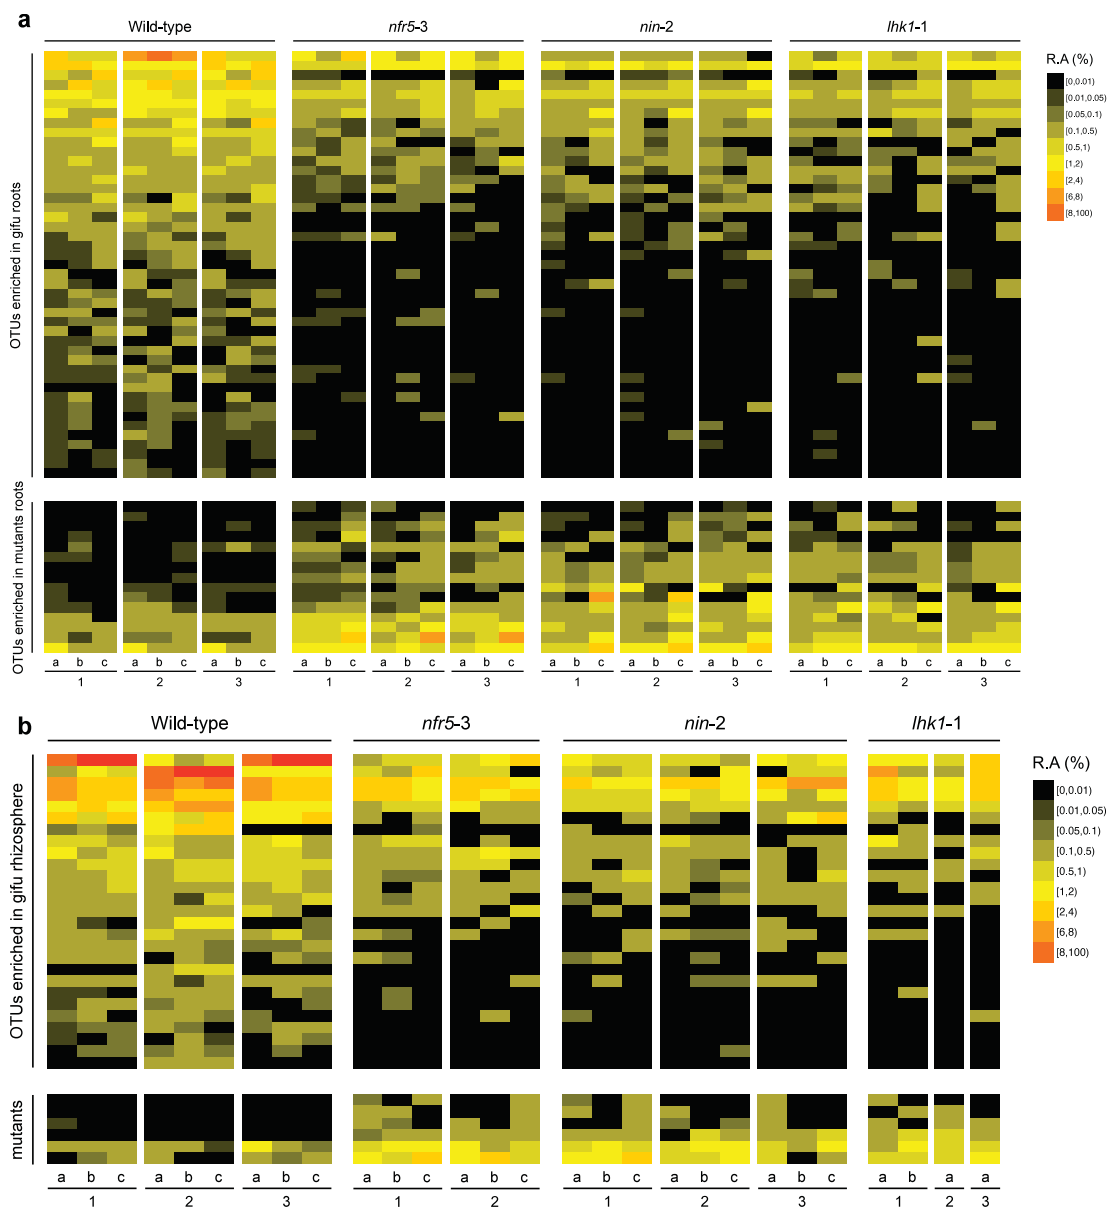 a
Wild-type
nfr5-3
nin-2
lhk1-1
R.A (%)
[0,0.01)
[0.01,0.05)
[0.05,0.1)
[0.1,0.5)
[0.5,1)
[1,2)
[2,4)
[6,8)
[8,100)
OTUs enriched in gifu roots
OTUs enriched in mutants roots
a b c a b c a b c a b c a b c a b c a b c a b c a b c a b c a b c a b c
1 2 3 1 2 3 1 2 3 1 2 3
b
Wild-type
nfr5-3
nin-2
lhk1-1
R.A (%)
[0,0.01)
[0.01,0.05)
[0.05,0.1)
[0.1,0.5)
[0.5,1)
[1,2)
[2,4)
[6,8)
[8,100)
OTUs enriched in gifu rhizosphere
mutants
a b c a b c a b c a b c a b c a b c a b c a b c a b a a
1 2 3 1 2 1 2 3 1 2 3